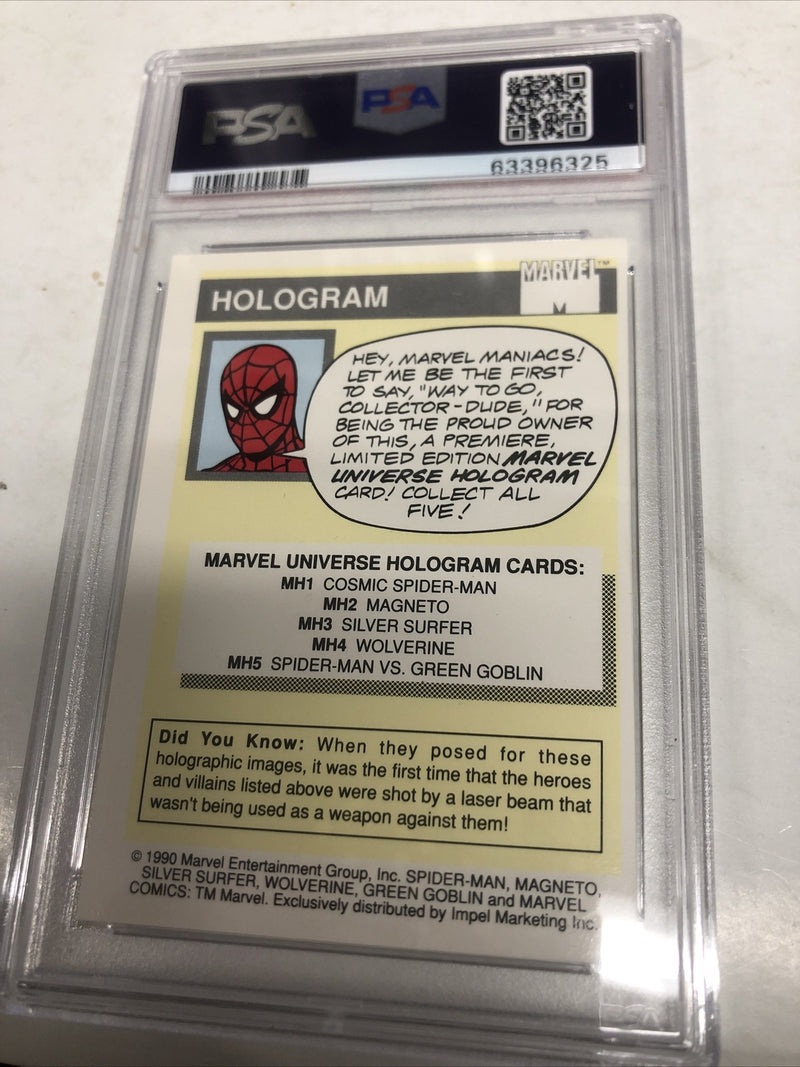 PSA
PSA
63396325
HOLOGRAM
MARVEL™
M
HEY, MARVEL MANIACS!
LET ME BE THE FIRST
TO SAY, "WAY TO GO,
COLLECTOR-DUDE," FOR
BEING THE PROUD OWNER
OF THIS, A PREMIERE,
LIMITED EDITION MARVEL
UNIVERSE HOLOGRAM
CARD! COLLECT ALL
FIVE!
MARVEL UNIVERSE HOLOGRAM CARDS:
MH1 COSMIC SPIDER-MAN
MH2 MAGNETO
MH3 SILVER SURFER
MH4 WOLVERINE
MH5 SPIDER-MAN VS. GREEN GOBLIN
Did You Know: When they posed for these
holographic images, it was the first time that the heroes
and villains listed above were shot by a laser beam that
wasn't being used as a weapon against them!
© 1990 Marvel Entertainment Group, Inc. SPIDER-MAN, MAGNETO,
SILVER SURFER, WOLVERINE, GREEN GOBLIN and MARVEL
COMICS: TM Marvel. Exclusively distributed by Impel Marketing Inc.
PSA